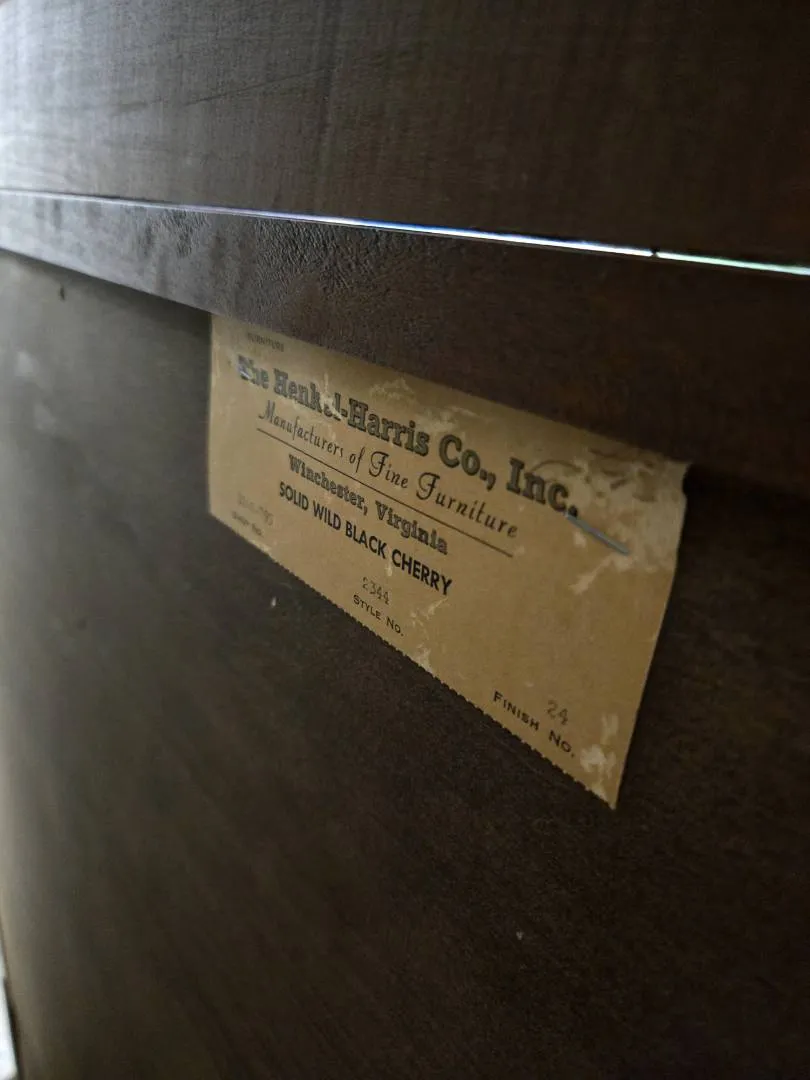 FURNITURE
The Henkel-Harris Co., Inc.
Manufacturers of Fine Furniture
Winchester, Virginia
SOLID WILD BLACK CHERRY
2344
STYLE NO.
24
FINISH NO.